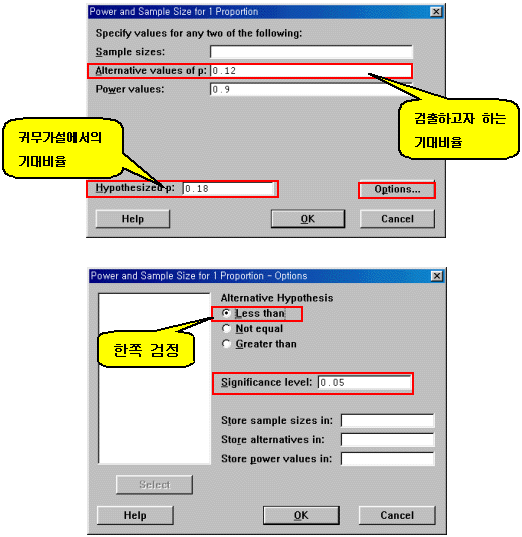 Power and Sample Size for 1 Proportion
Specify values for any two of the following:
Sample sizes:
Alternative values of p: 0.12
Power values: 0.9
검출하고자 하는
기대비율
귀무가설에서의
기대비율
Hypothesized p: 0.18
Options...
Help
OK
Cancel
Power and Sample Size for 1 Proportion - Options
Alternative Hypothesis
Less than
Not equal
Greater than
한쪽 검정
Significance level: 0.05
Store sample sizes in:
Store alternatives in:
Store power values in:
Select
Help
OK
Cancel